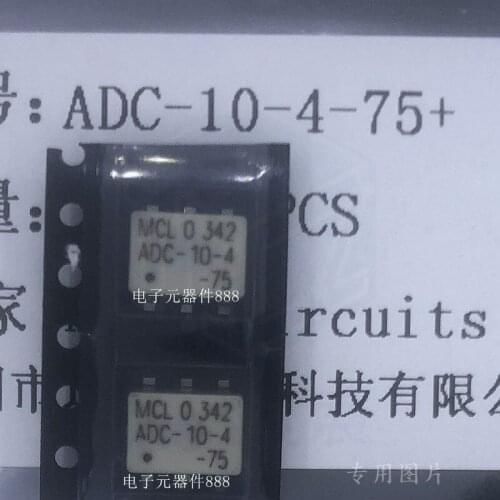 号: ADC-10-4-75+
量: PCS
家 rcuits
圳市 科技有限公
MCL 0 342
ADC-10-4
-75
电子元器件888
MCL 0 342
ADC-10-4
-75
电子元器件888
专用图片